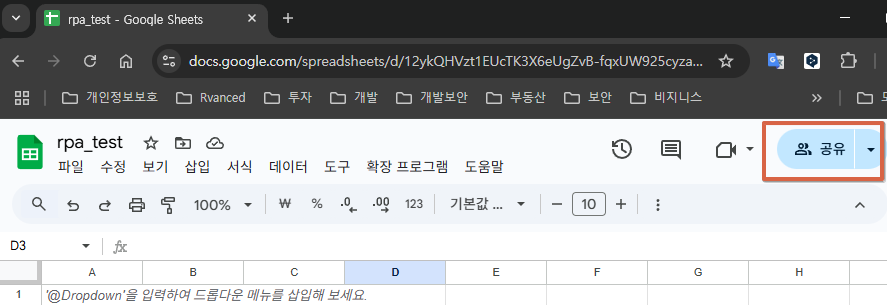 rpa_test - Google Sheets
docs.google.com/spreadsheets/d/12ykQHVzt1EUcTK3X6eUgZvB-fqxUW925cyza...
개인정보보호 Rvanced 투자 개발 개발보안 부동산 보안 비지니스
rpa_test
공유
파일 수정 보기 삽입 서식 데이터 도구 확장 프로그램 도움말
100% ₩ % .0 .00 123 기본값 ... 10
D3 fx
A B C D E F G H
1 '@Dropdown'을 입력하여 드롭다운 메뉴를 삽입해 보세요.